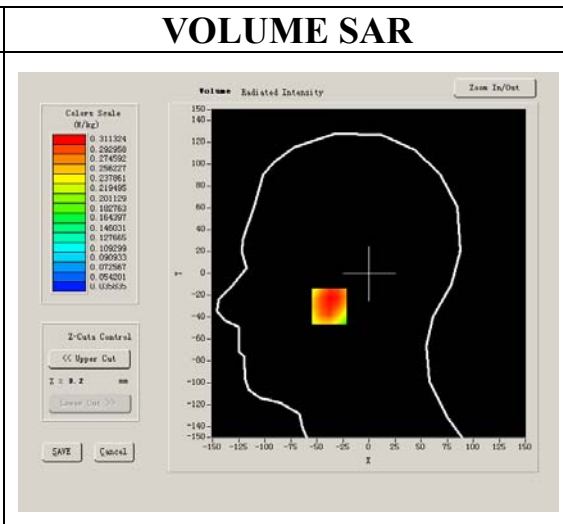 VOLUME SAR
Volume Radiated Intensity
Zoom In/Out
Colors Scale
(W/kg)
0.311324
0.292958
0.274592
0.256227
0.237861
0.219495
0.201129
0.182763
0.164397
0.146031
0.127665
0.109299
0.090933
0.072567
0.054201
0.035835
Z-Cuts Control
<< Upper Cut
Z = 9.2 mm
Lower Cut >>
SAVE
Cancel
150
140
120
100
80
60
40
20
0
-20
-40
-60
-80
-100
-120
-140
-150
Y
-150 -125 -100 -75 -50 -25 0 25 50 75 100 125 150
X